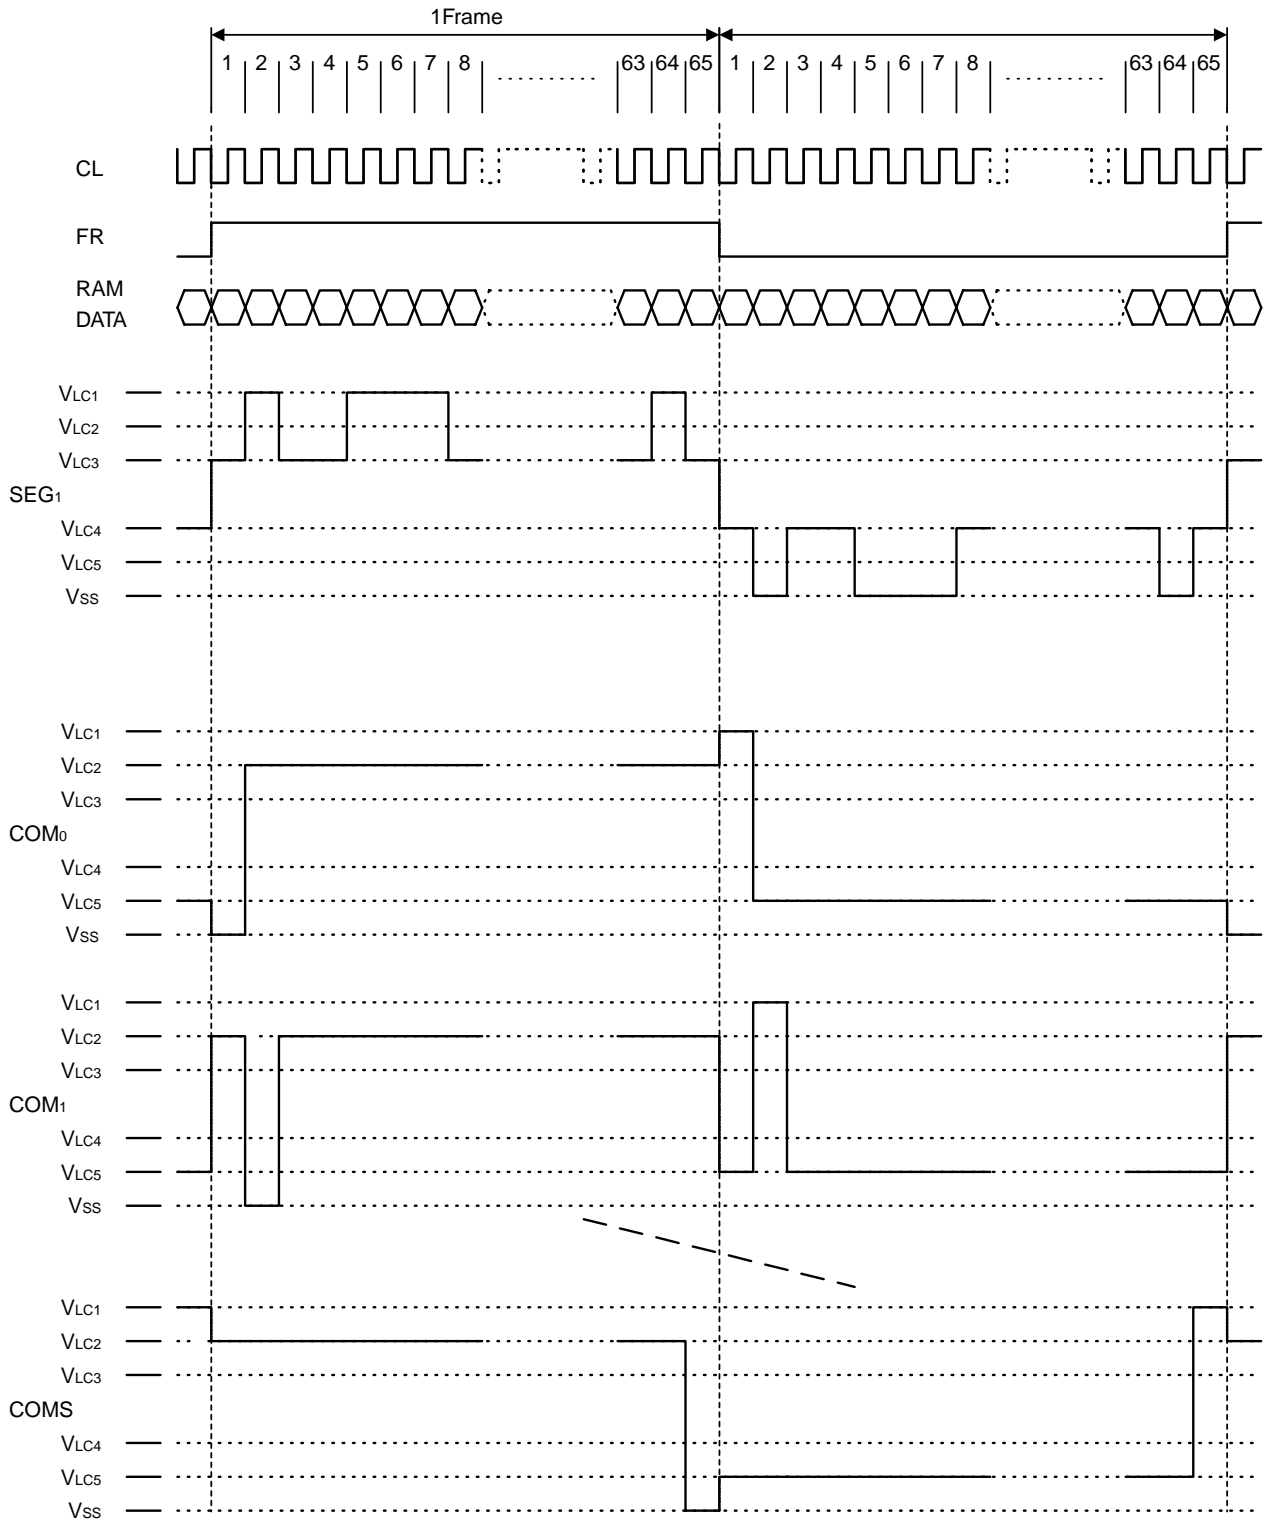 1Frame
1 2 3 4 5 6 7 8 63 64 65 1 2 3 4 5 6 7 8 63 64 65
CL
FR
RAM
DATA
VLC1
VLC2
VLC3
SEG1
VLC4
VLC5
VSS
VLC1
VLC2
VLC3
COM0
VLC4
VLC5
VSS
VLC1
VLC2
VLC3
COM1
VLC4
VLC5
VSS
VLC1
VLC2
VLC3
COMS
VLC4
VLC5
VSS